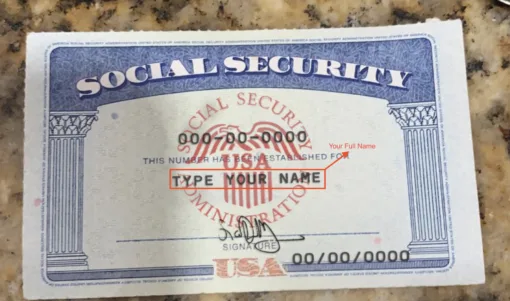 SOCIAL SECURITY
SOCIAL SECURITY
000-00-0000
THIS NUMBER HAS BEEN ESTABLISHED FOR
Your Full Name
USA
TYPE YOUR NAME
ADMINISTRATION
SIGNATURE
USA
00/00/0000